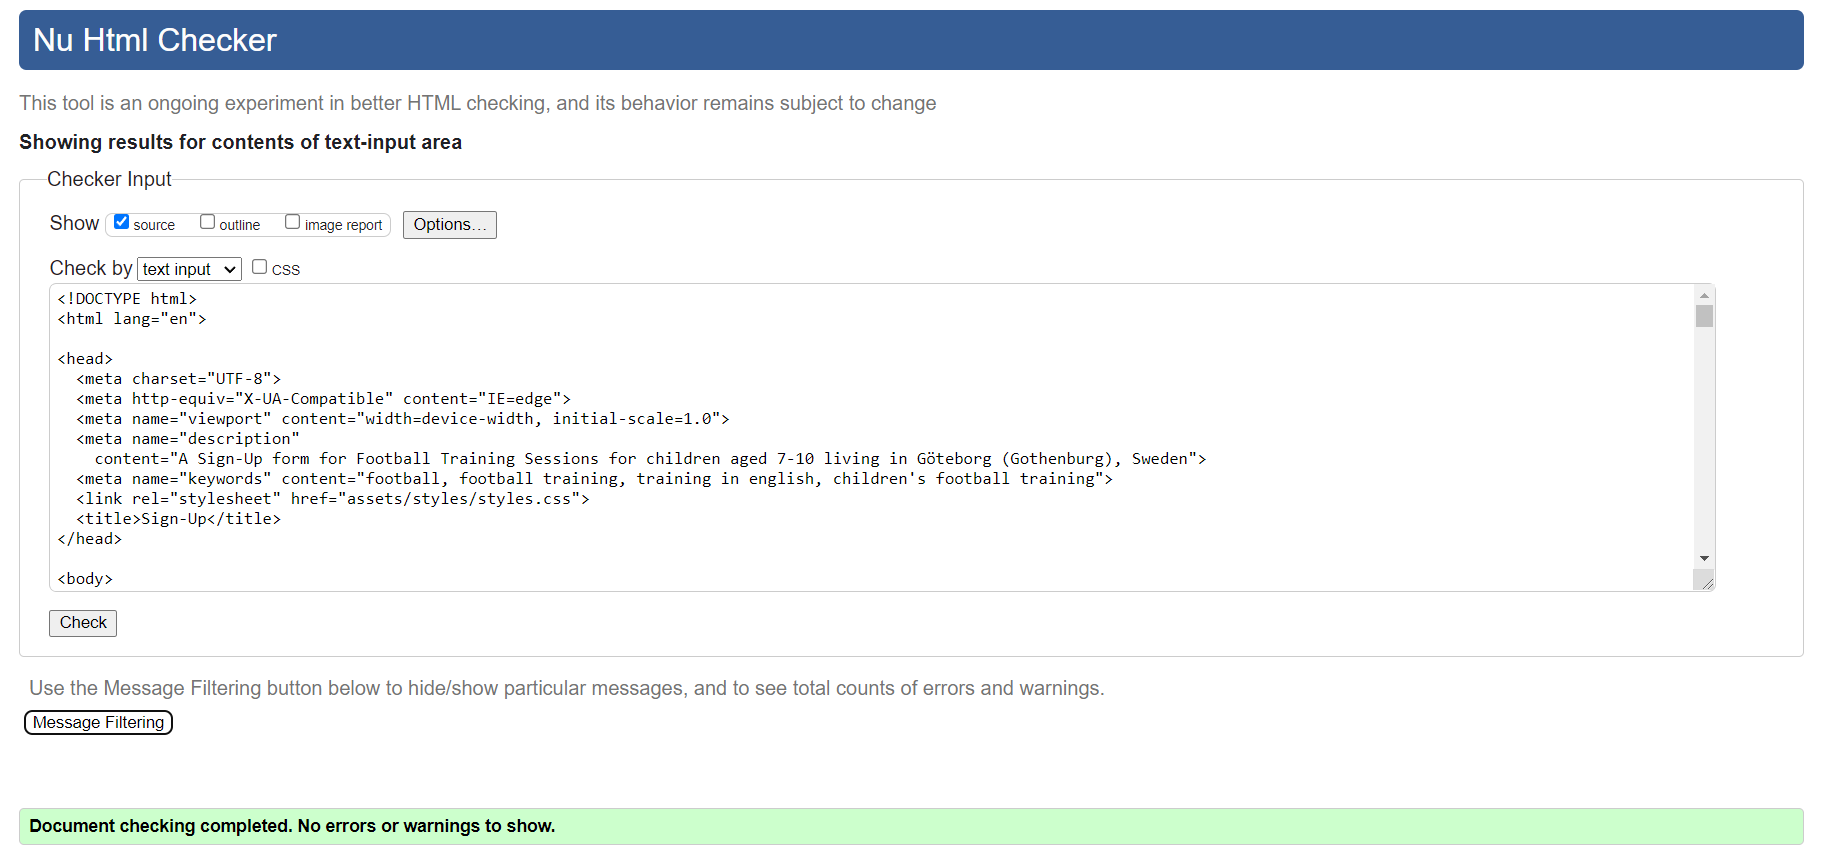 Nu Html Checker
This tool is an ongoing experiment in better HTML checking, and its behavior remains subject to change
Showing results for contents of text-input area
Checker Input
Show source outline image report Options...
Check by text input CSS
<!DOCTYPE html>
<html lang="en">
<head>
<meta charset="UTF-8">
<meta http-equiv="X-UA-Compatible" content="IE=edge">
<meta name="viewport" content="width=device-width, initial-scale=1.0">
<meta name="description"
content="A Sign-Up form for Football Training Sessions for children aged 7-10 living in Göteborg (Gothenburg), Sweden">
<meta name="keywords" content="football, football training, training in english, children's football training">
<link rel="stylesheet" href="assets/styles/styles.css">
<title>Sign-Up</title>
</head>
<body>
Check
Use the Message Filtering button below to hide/show particular messages, and to see total counts of errors and warnings.
Message Filtering
Document checking completed. No errors or warnings to show.